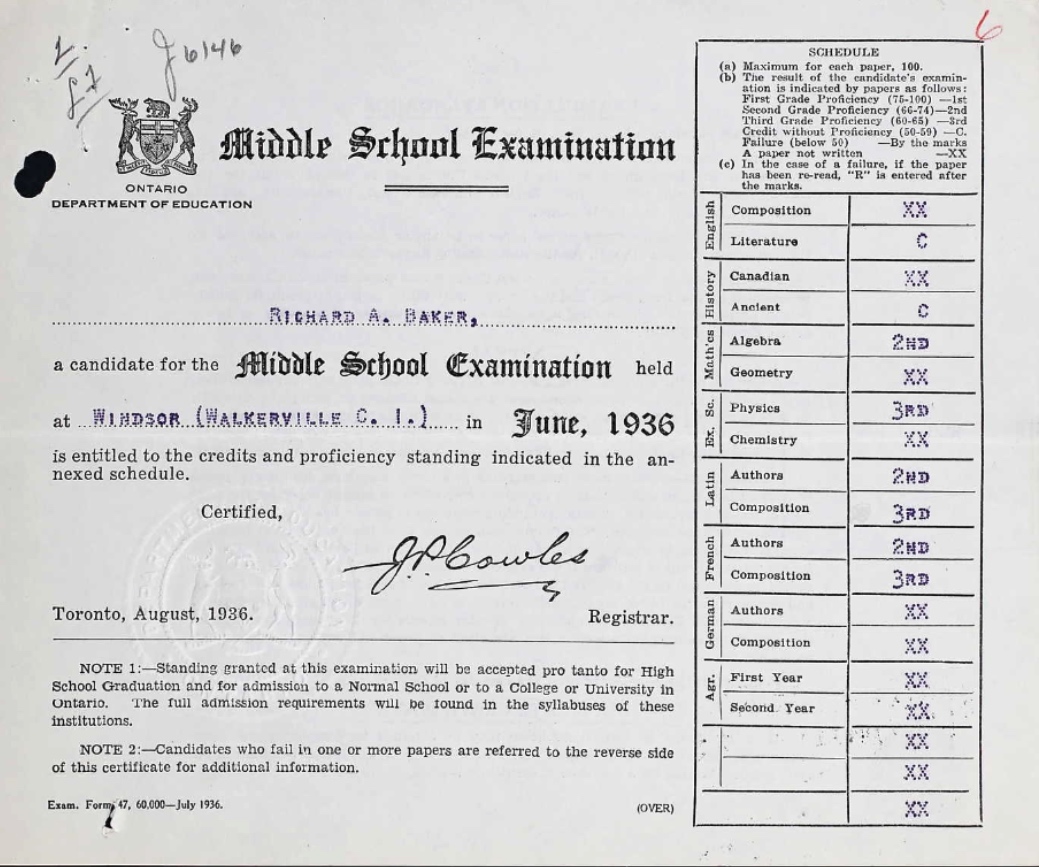 J 6146
6
ONTARIO
DEPARTMENT OF EDUCATION
Middle School Examination
RICHARD A. BAKER,
a candidate for the Middle School Examination held
at WINDSOR (WALKERVILLE C. I.) in June, 1936
is entitled to the credits and proficiency standing indicated in the an-
nexed schedule.
Certified,
J.P. Cowles
Toronto, August, 1936. Registrar.
NOTE 1:—Standing granted at this examination will be accepted pro tanto for High
School Graduation and for admission to a Normal School or to a College or University in
Ontario. The full admission requirements will be found in the syllabuses of these
institutions.
NOTE 2:—Candidates who fail in one or more papers are referred to the reverse side
of this certificate for additional information.
Exam. Form 47, 60,000—July 1936. (OVER)
SCHEDULE
(a) Maximum for each paper, 100.
(b) The result of the candidate's examin-
ation is indicated by papers as follows:
First Grade Proficiency (75-100) —1st
Second Grade Proficiency (66-74)—2nd
Third Grade Proficiency (60-65) —3rd
Credit without Proficiency (50-59) —C.
Failure (below 50) —By the marks
A paper not written —XX
(c) In the case of a failure, if the paper
has been re-read, "R" is entered after
the marks.
English
Composition XX
Literature C
History
Canadian XX
Ancient C
Math'cs
Algebra 2ND
Geometry XX
Ex. Sc.
Physics 3RD
Chemistry XX
Latin
Authors 2ND
Composition 3RD
French
Authors 2ND
Composition 3RD
German
Authors XX
Composition XX
Agr.
First Year XX
Second Year XX
XX
XX
XX